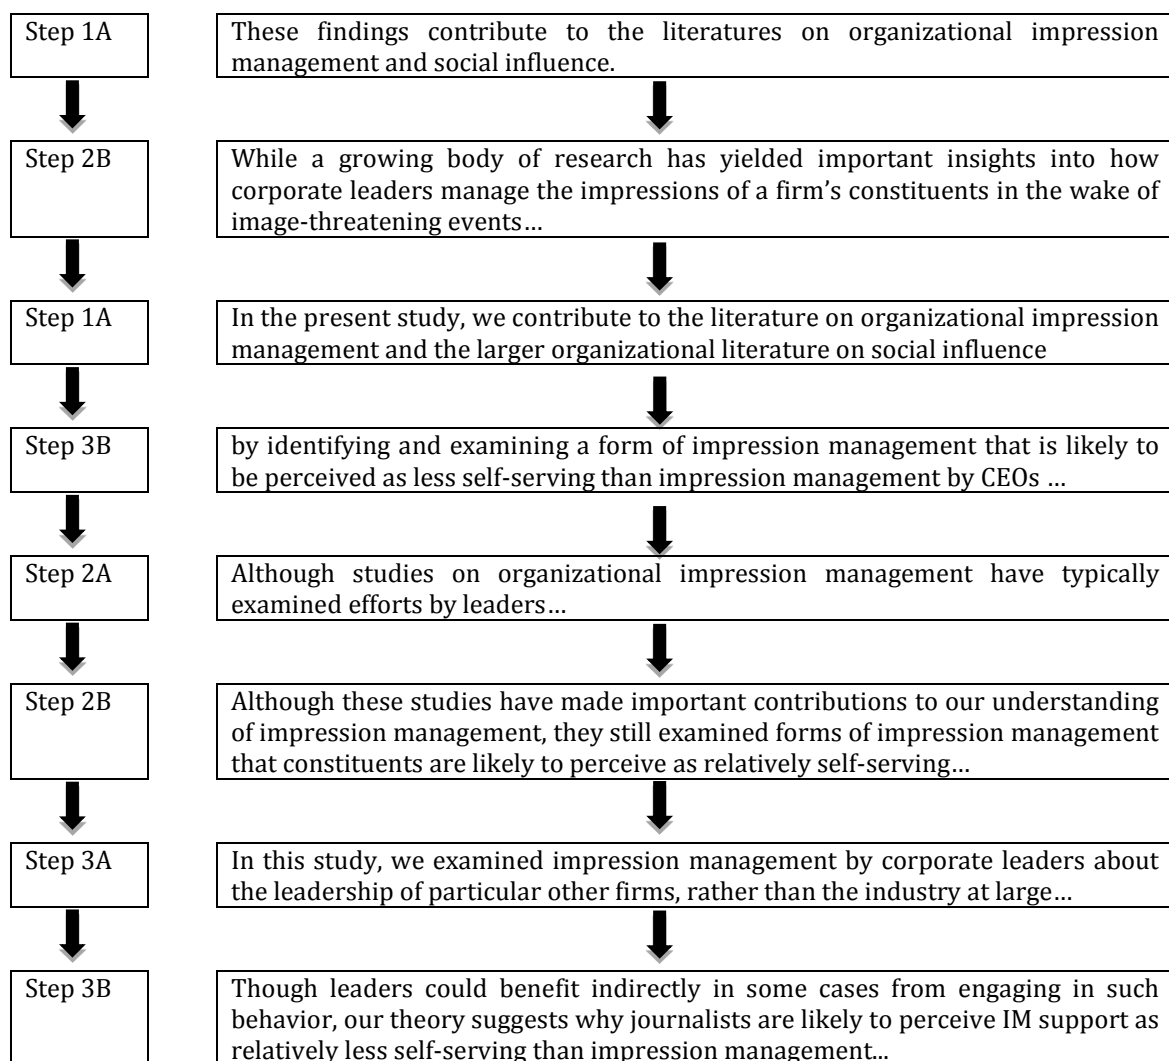 Step 1A
These findings contribute to the literatures on organizational impression
management and social influence.
Step 2B
While a growing body of research has yielded important insights into how
corporate leaders manage the impressions of a firm’s constituents in the wake of
image-threatening events…
Step 1A
In the present study, we contribute to the literature on organizational impression
management and the larger organizational literature on social influence
Step 3B
by identifying and examining a form of impression management that is likely to
be perceived as less self-serving than impression management by CEOs …
Step 2A
Although studies on organizational impression management have typically
examined efforts by leaders…
Step 2B
Although these studies have made important contributions to our understanding
of impression management, they still examined forms of impression management
that constituents are likely to perceive as relatively self-serving…
Step 3A
In this study, we examined impression management by corporate leaders about
the leadership of particular other firms, rather than the industry at large…
Step 3B
Though leaders could benefit indirectly in some cases from engaging in such
behavior, our theory suggests why journalists are likely to perceive IM support as
relatively less self-serving than impression management...